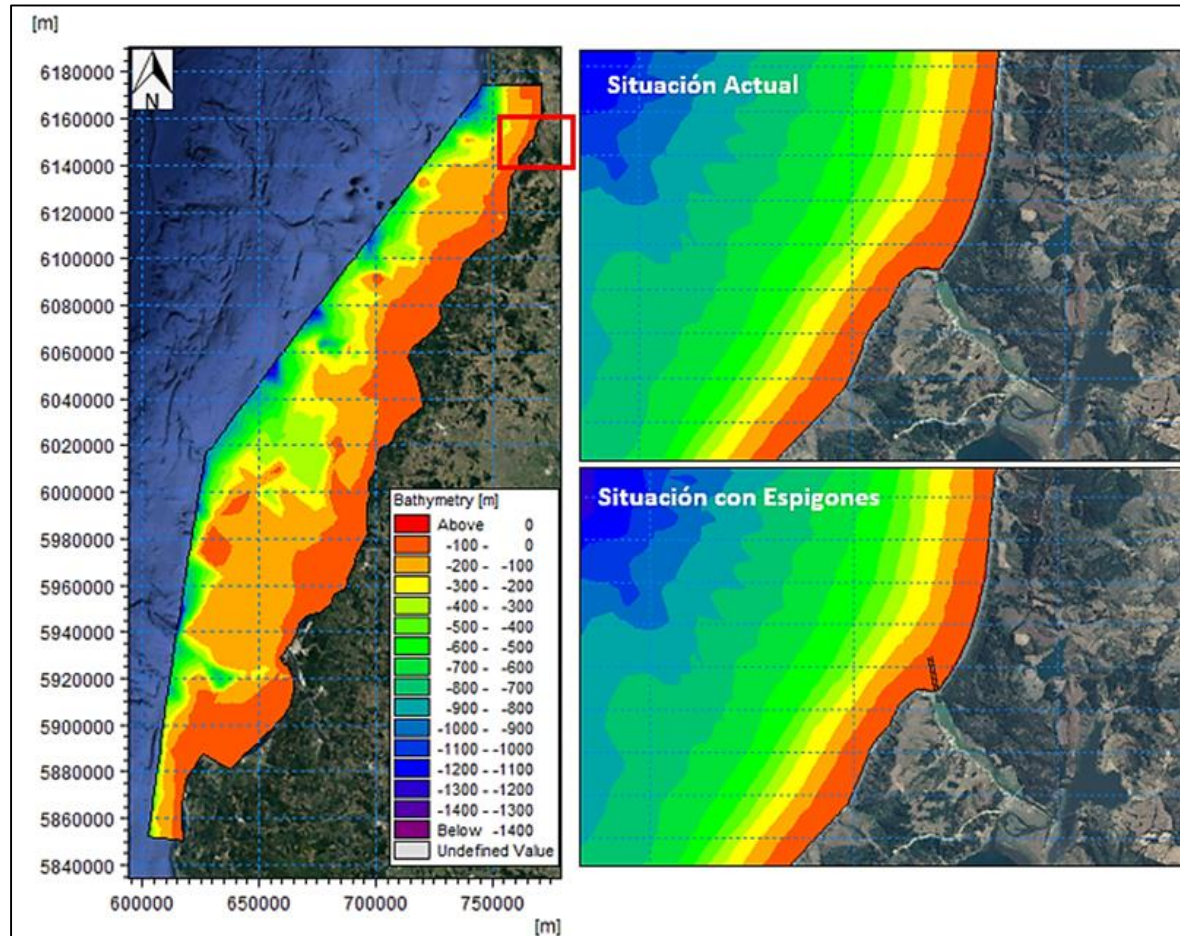 [m]
N
6180000
6160000
6140000
6120000
6100000
6080000
6060000
6040000
6020000
6000000
5980000
5960000
5940000
5920000
5900000
5880000
5860000
5840000
600000 650000 700000 750000
[m]
Bathymetry [m]
Above 0
-100 - 0
-200 - -100
-300 - -200
-400 - -300
-500 - -400
-600 - -500
-700 - -600
-800 - -700
-900 - -800
-1000 - -900
-1100 - -1000
-1200 - -1100
-1300 - -1200
-1400 - -1300
Below -1400
Undefined Value
Situación Actual
Situación con Espigones